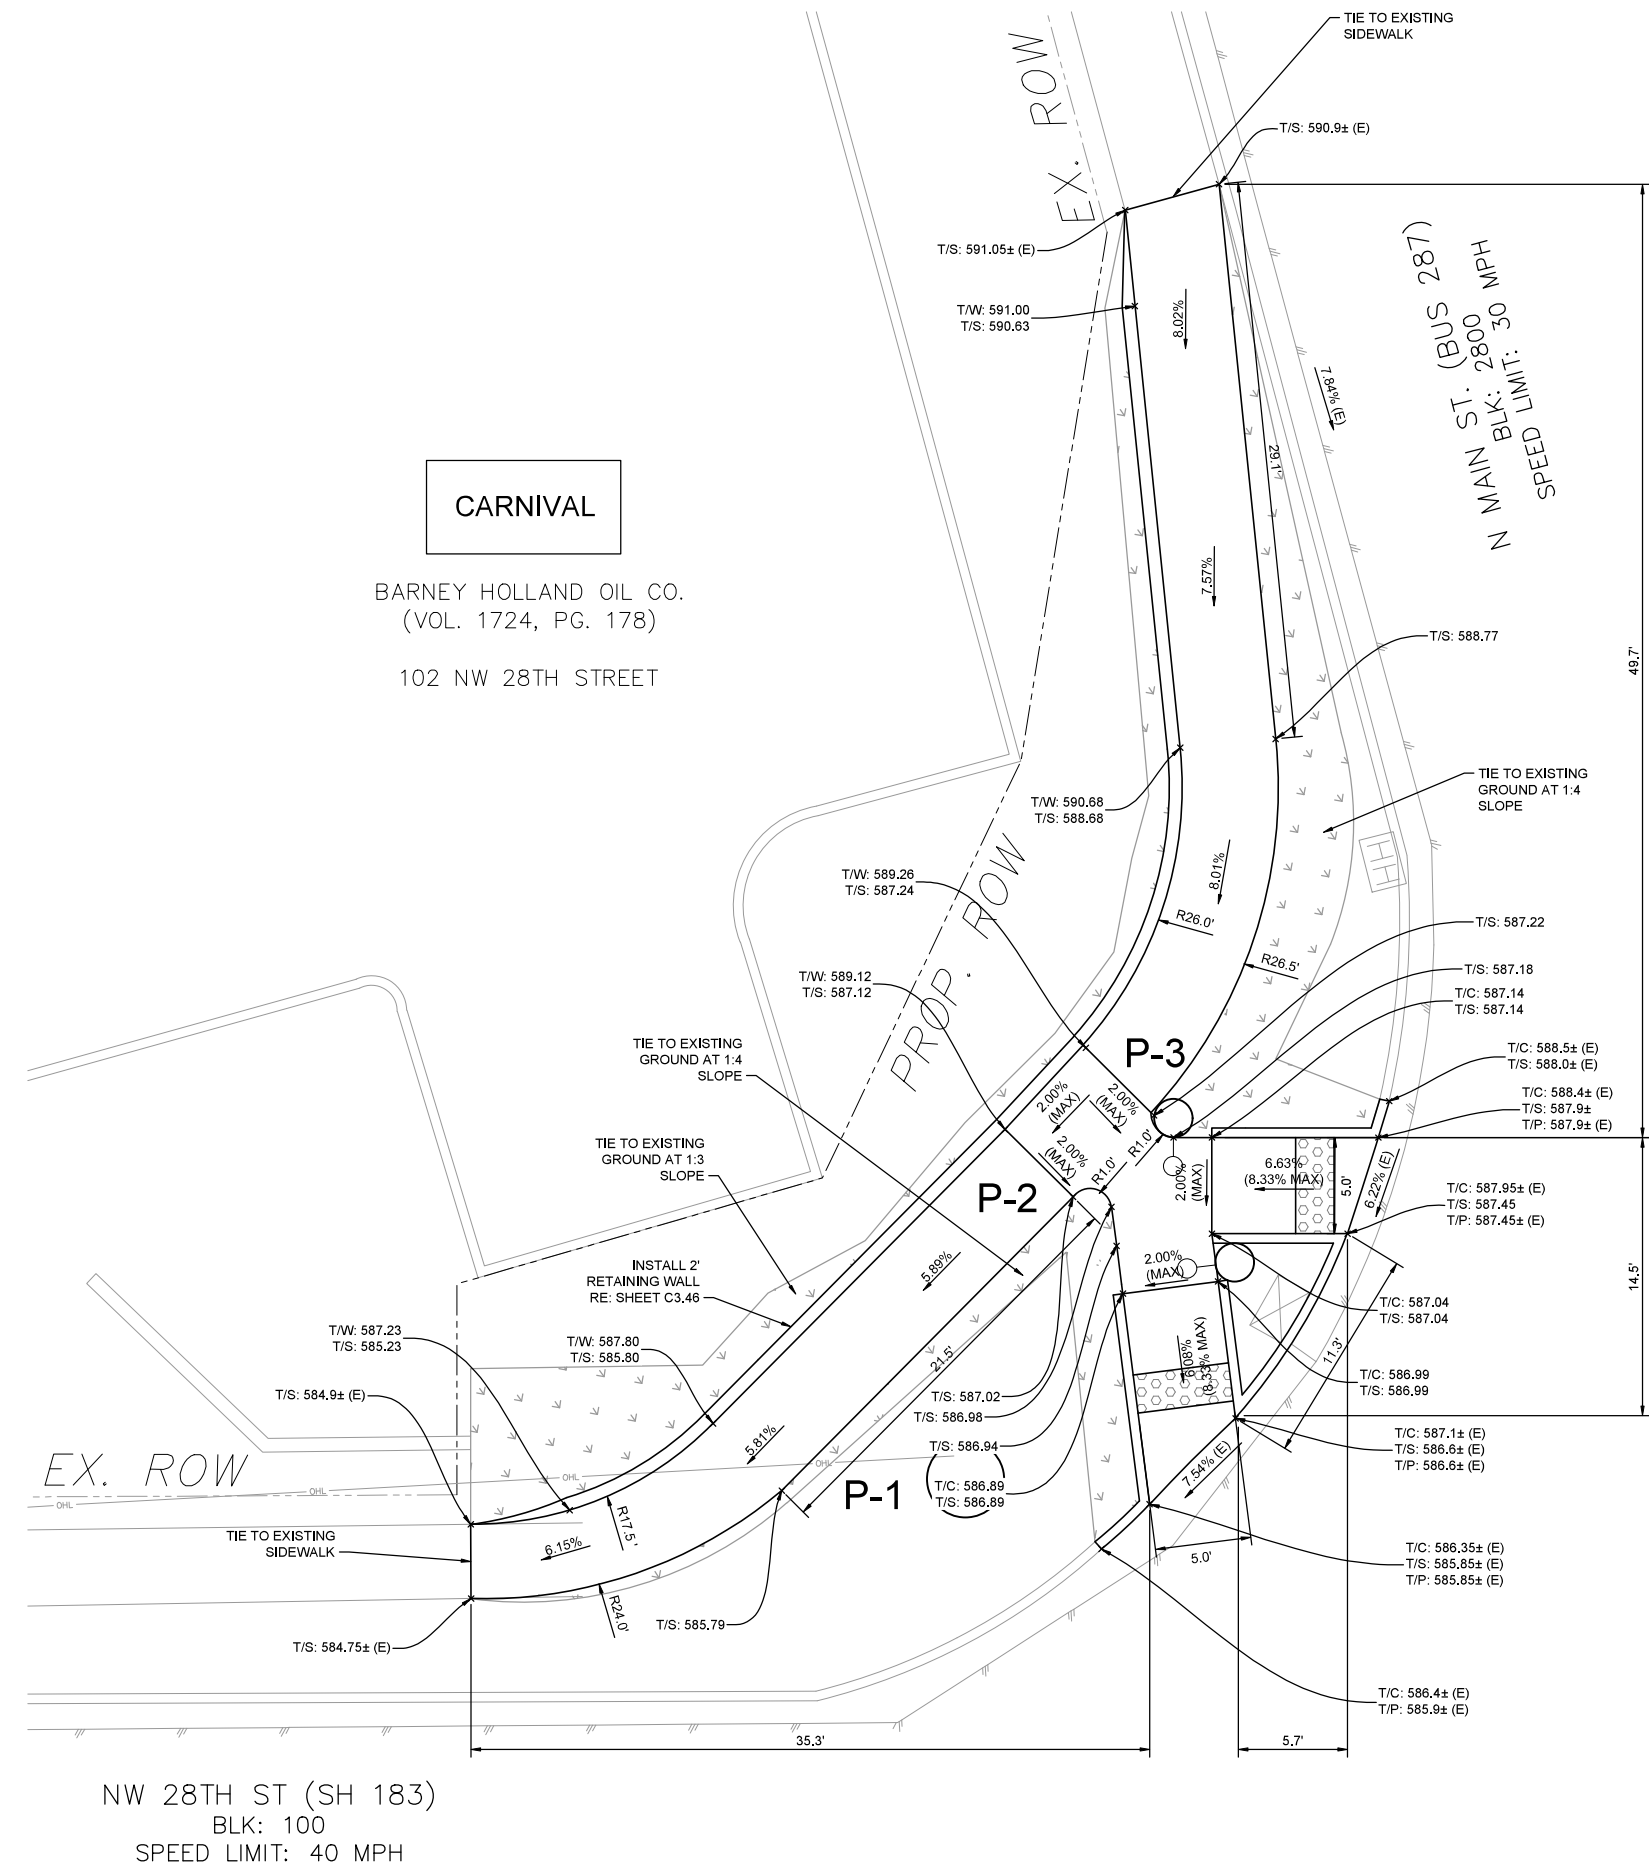 TIE TO EXISTING
SIDEWALK
EX. ROW
T/S: 590.9± (E)
T/S: 591.05± (E)
T/W: 591.00
T/S: 590.63
8.02%
N MAIN ST. (BUS 287)
BLK: 2800
SPEED LIMIT: 30 MPH
7.84% (E)
29.1'
CARNIVAL
BARNEY HOLLAND OIL CO.
(VOL. 1724, PG. 178)
102 NW 28TH STREET
7.57%
T/S: 588.77
49.7'
TIE TO EXISTING
GROUND AT 1:4
SLOPE
T/W: 590.68
T/S: 588.68
HH
8.01%
T/W: 589.26
T/S: 587.24
R26.0'
R26.5'
T/S: 587.22
PROP. ROW
T/W: 589.12
T/S: 587.12
T/S: 587.18
T/C: 587.14
T/S: 587.14
TIE TO EXISTING
GROUND AT 1:4
SLOPE
P-3
T/C: 588.5± (E)
T/S: 588.0± (E)
T/C: 588.4± (E)
T/S: 587.9±
T/P: 587.9± (E)
2.00%
(MAX)
2.00%
(MAX)
2.00%
(MAX)
R1.0'
R1.0'
2.00%
(MAX)
6.63%
(8.33% MAX)
5.0'
6.22% (E)
TIE TO EXISTING
GROUND AT 1:3
SLOPE
P-2
T/C: 587.95± (E)
T/S: 587.45
T/P: 587.45± (E)
INSTALL 2'
RETAINING WALL
RE: SHEET C3.46
5.89%
2.00%
(MAX)
14.5'
T/C: 587.04
T/S: 587.04
T/W: 587.23
T/S: 585.23
T/W: 587.80
T/S: 585.80
21.5'
6.08%
(8.33% MAX)
11.3'
T/C: 586.99
T/S: 586.99
T/S: 584.9± (E)
T/S: 587.02
T/S: 586.98
T/S: 586.94
T/C: 586.89
T/S: 586.89
T/C: 587.1± (E)
T/S: 586.6± (E)
T/P: 586.6± (E)
5.81%
7.54% (E)
EX. ROW
OHL
OHL
OHL
P-1
R17.5'
TIE TO EXISTING
SIDEWALK
6.15%
5.0'
T/C: 586.35± (E)
T/S: 585.85± (E)
T/P: 585.85± (E)
R24.0'
T/S: 585.79
T/S: 584.75± (E)
T/C: 586.4± (E)
T/P: 585.9± (E)
35.3'
5.7'
NW 28TH ST (SH 183)
BLK: 100
SPEED LIMIT: 40 MPH